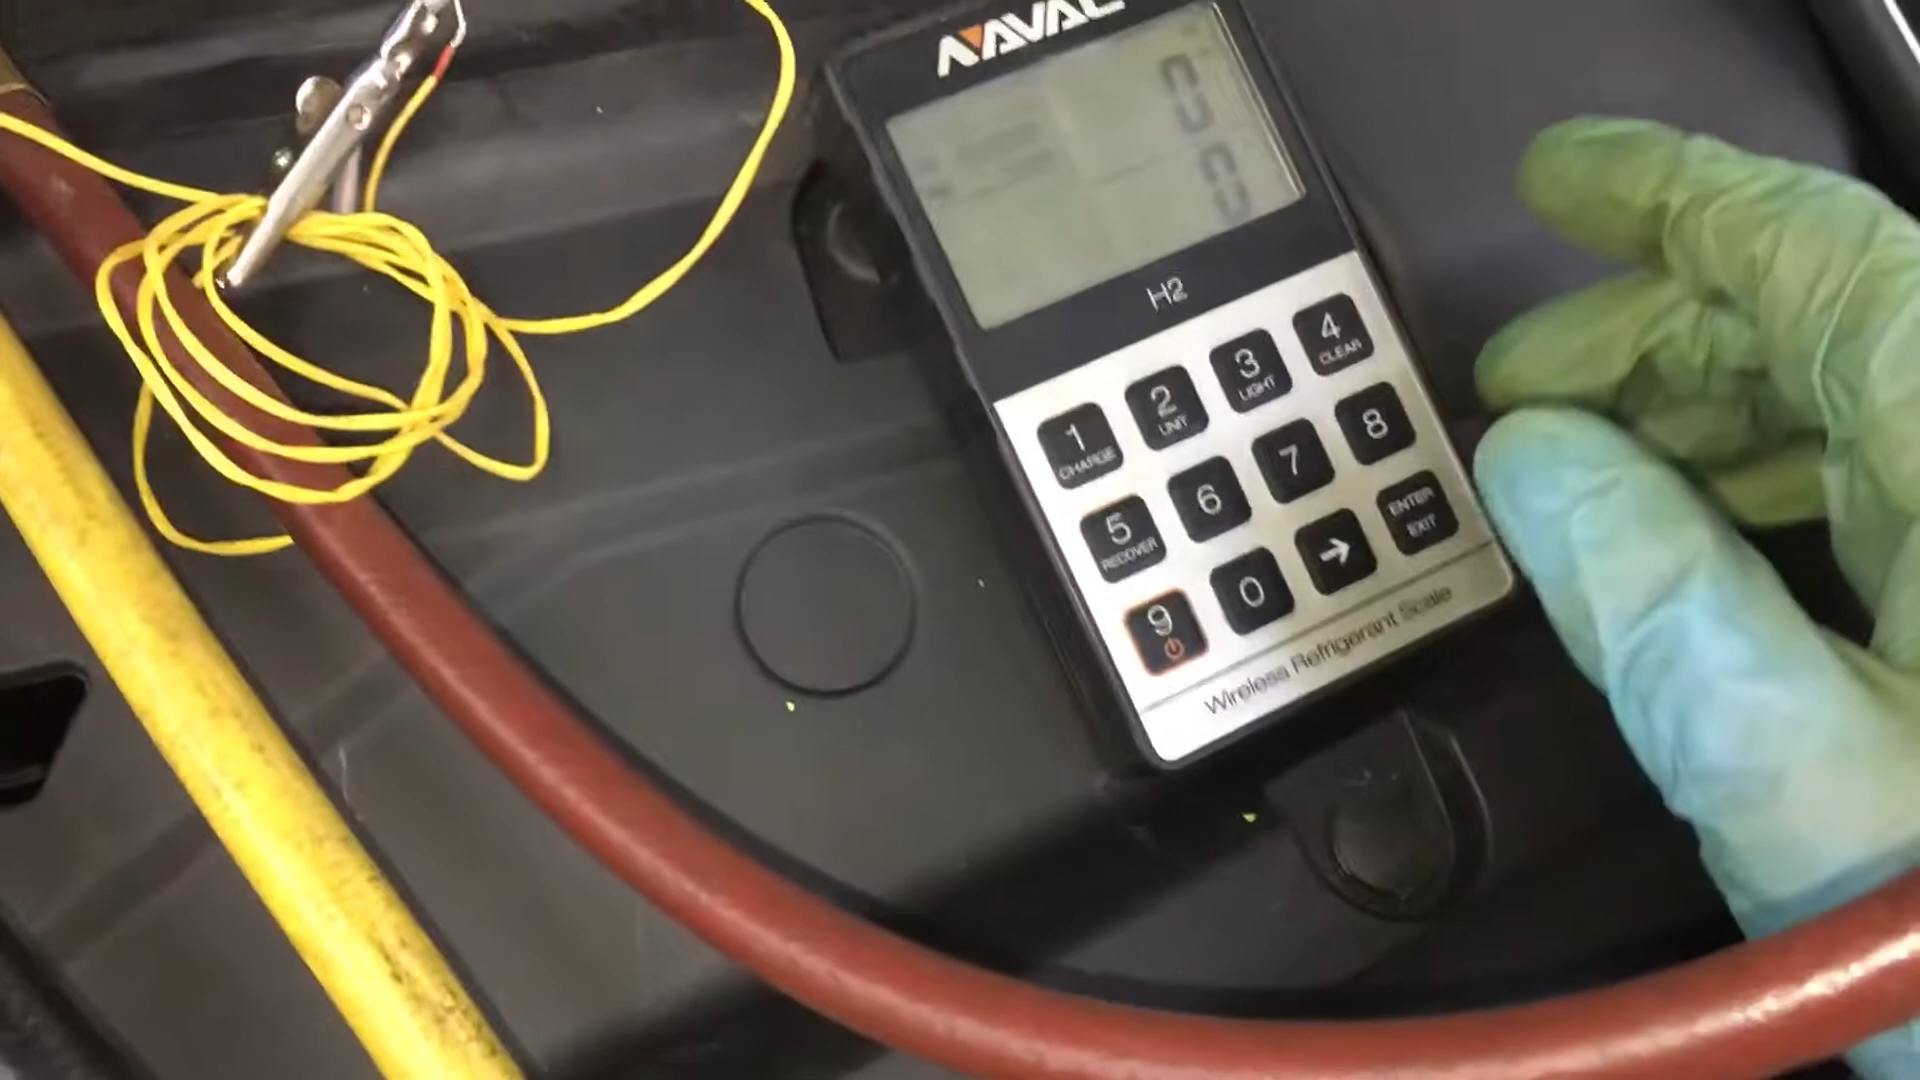 NAVAC
H2
1 2 3 4
CHARGE UNIT LIGHT CLEAR
5 6 7 8
RECOVER
9 0 → ENTER
EXIT
Wireless Refrigerant Scale